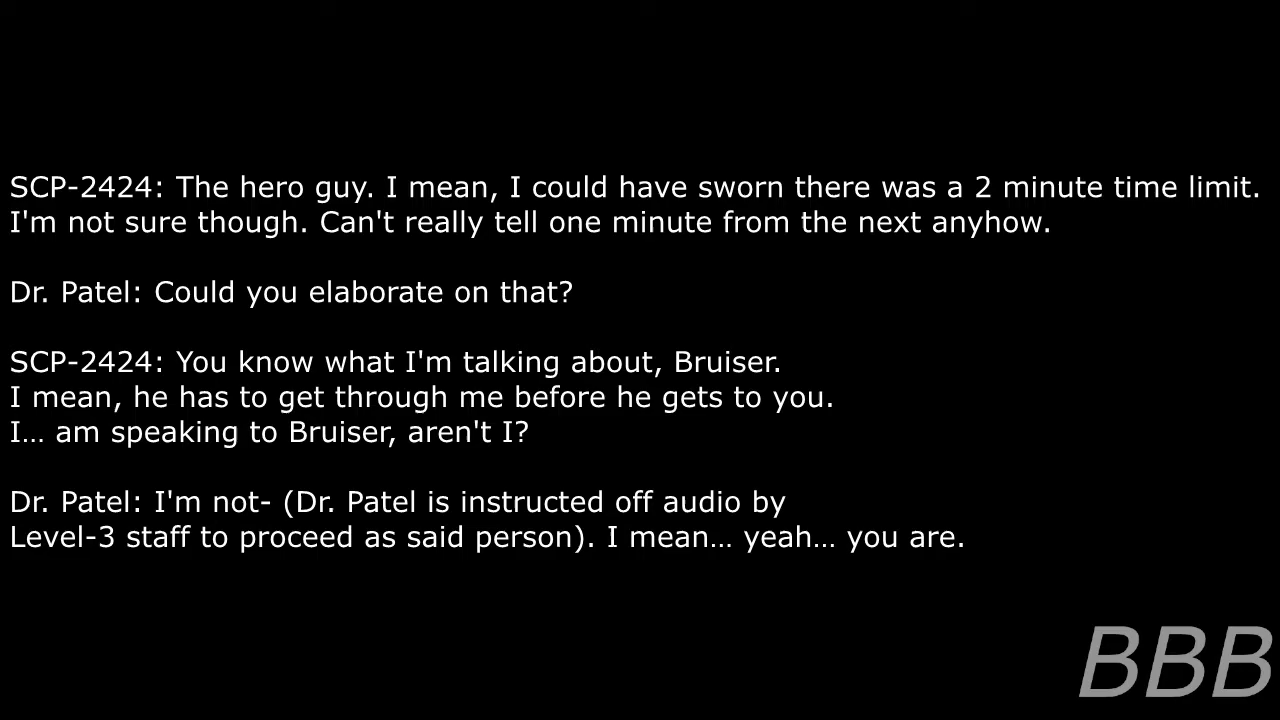 SCP-2424: The hero guy. I mean, I could have sworn there was a 2 minute time limit.
I'm not sure though. Can't really tell one minute from the next anyhow.
Dr. Patel: Could you elaborate on that?
SCP-2424: You know what I'm talking about, Bruiser.
I mean, he has to get through me before he gets to you.
I… am speaking to Bruiser, aren't I?
Dr. Patel: I'm not- (Dr. Patel is instructed off audio by
Level-3 staff to proceed as said person). I mean… yeah… you are.
BBB